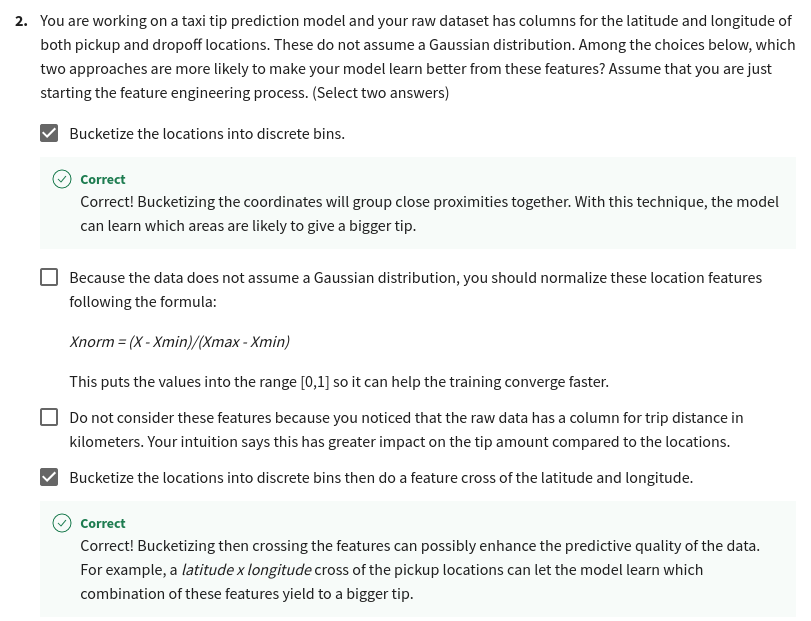 2. You are working on a taxi tip prediction model and your raw dataset has columns for the latitude and longitude of
both pickup and dropoff locations. These do not assume a Gaussian distribution. Among the choices below, which
two approaches are more likely to make your model learn better from these features? Assume that you are just
starting the feature engineering process. (Select two answers)
Bucketize the locations into discrete bins.
Correct
Correct! Bucketizing the coordinates will group close proximities together. With this technique, the model
can learn which areas are likely to give a bigger tip.
Because the data does not assume a Gaussian distribution, you should normalize these location features
following the formula:
Xnorm = (X - Xmin)/(Xmax - Xmin)
This puts the values into the range [0,1] so it can help the training converge faster.
Do not consider these features because you noticed that the raw data has a column for trip distance in
kilometers. Your intuition says this has greater impact on the tip amount compared to the locations.
Bucketize the locations into discrete bins then do a feature cross of the latitude and longitude.
Correct
Correct! Bucketizing then crossing the features can possibly enhance the predictive quality of the data.
For example, a latitude x longitude cross of the pickup locations can let the model learn which
combination of these features yield to a bigger tip.